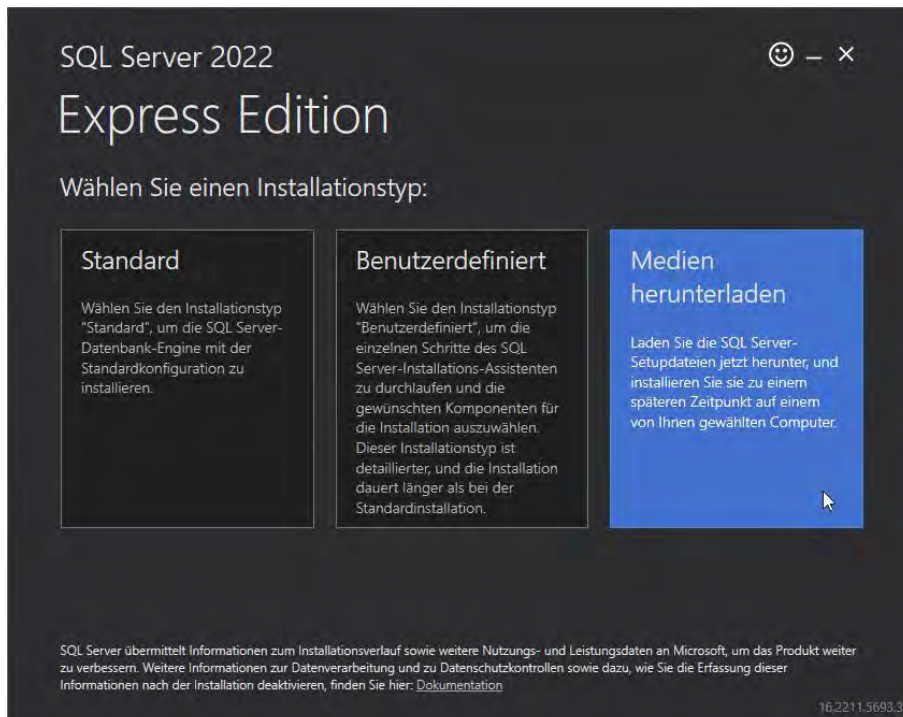 SQL Server 2022
Express Edition
Wählen Sie einen Installationstyp:
Standard
Wählen Sie den Installationstyp
"Standard", um die SQL Server-
Datenbank-Engine mit der
Standardkonfiguration zu
installieren.
Benutzerdefiniert
Wählen Sie den Installationstyp
"Benutzerdefiniert", um die
einzelnen Schritte des SQL
Server-Installations-Assistenten
zu durchlaufen und die
gewünschten Komponenten für
die Installation auszuwählen.
Dieser Installationstyp ist
detaillierter, und die Installation
dauert länger als bei der
Standardinstallation.
Medien
herunterladen
Laden Sie die SQL Server-
Setupdateien jetzt herunter, und
installieren Sie sie zu einem
späteren Zeitpunkt auf einem
von Ihnen gewählten Computer.
SQL Server übermittelt Informationen zum Installationsverlauf sowie weitere Nutzungs- und Leistungsdaten an Microsoft, um das Produkt weiter
zu verbessern. Weitere Informationen zur Datenverarbeitung und zu Datenschutzkontrollen sowie dazu, wie Sie die Erfassung dieser
Informationen nach der Installation deaktivieren, finden Sie hier: Dokumentation
16.2211.5693.3